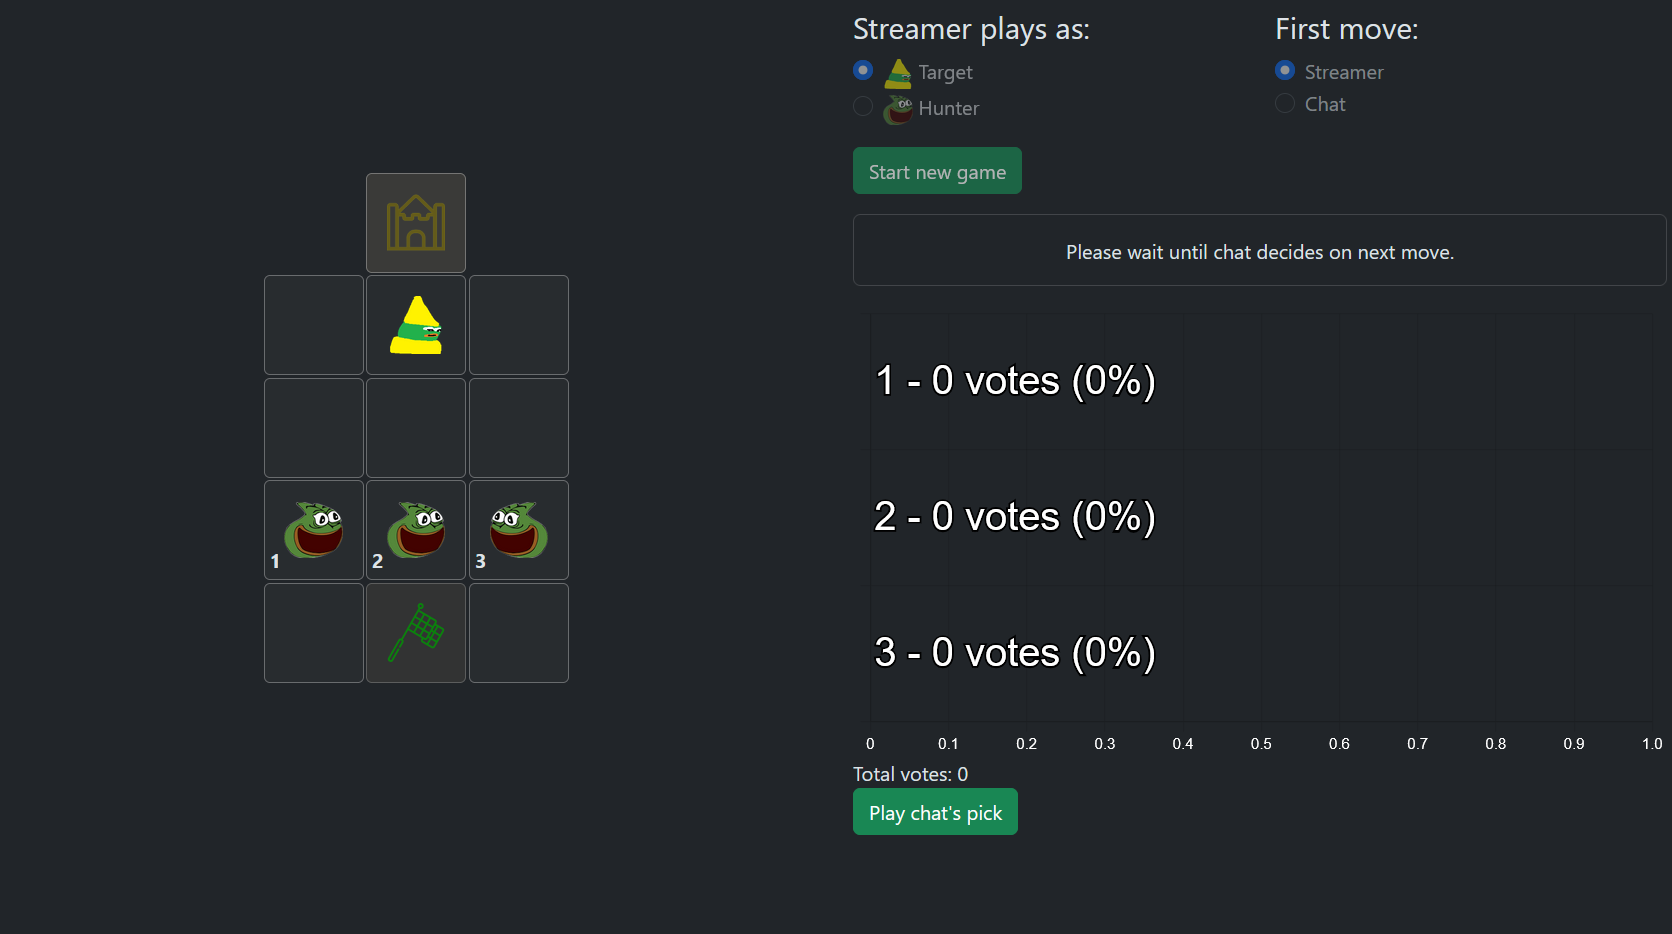 Streamer plays as:
Target
Hunter
First move:
Streamer
Chat
Start new game
Please wait until chat decides on next move.
1
2
3
1 - 0 votes (0%)
2 - 0 votes (0%)
3 - 0 votes (0%)
0 0.1 0.2 0.3 0.4 0.5 0.6 0.7 0.8 0.9 1.0
Total votes: 0
Play chat's pick